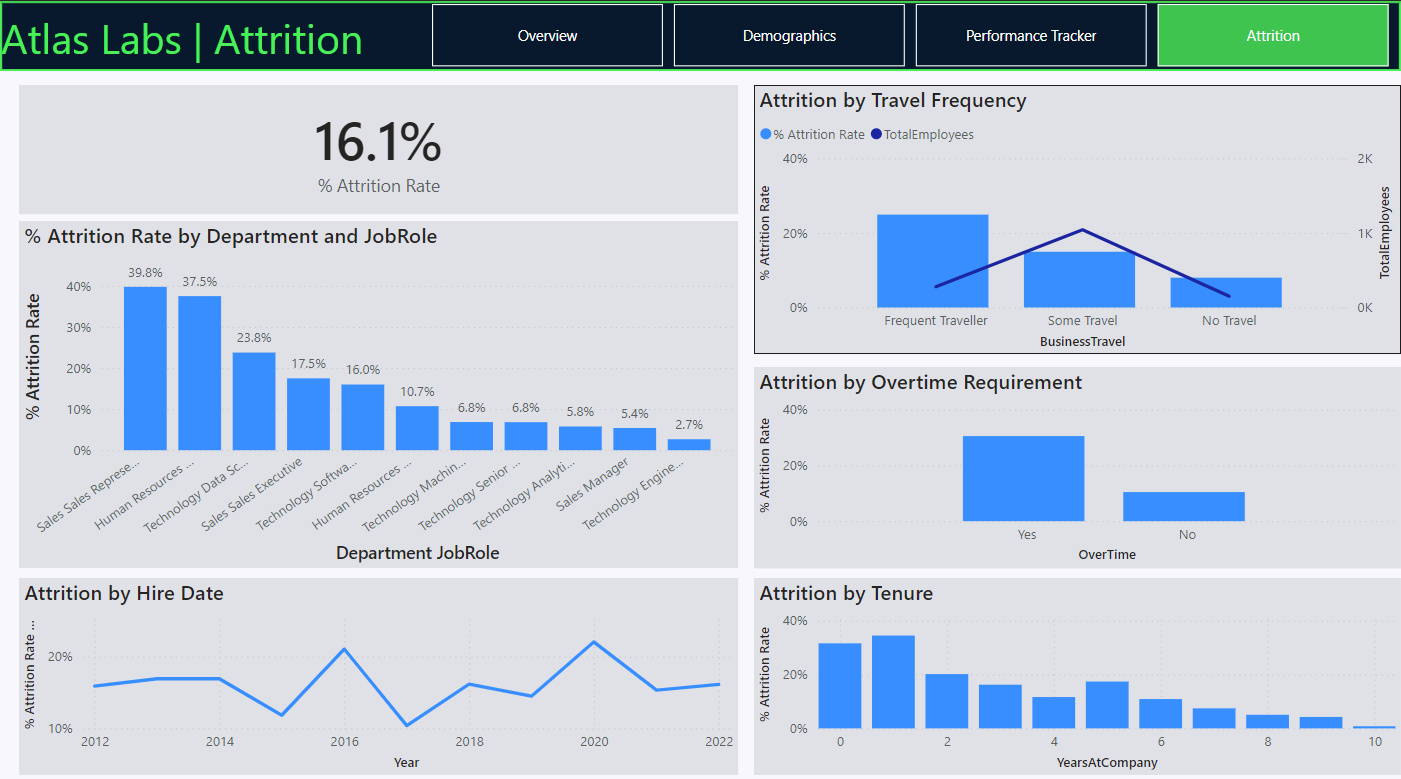 Atlas Labs | Attrition
Overview
Demographics
Performance Tracker
Attrition
16.1%
% Attrition Rate
% Attrition Rate by Department and JobRole
% Attrition Rate
40%
30%
20%
10%
0%
39.8%
37.5%
23.8%
17.5%
16.0%
10.7%
6.8%
6.8%
5.8%
5.4%
2.7%
Sales Sales Represe...
Human Resources ...
Technology Data Sc...
Sales Sales Executive
Technology Softwa...
Human Resources ...
Technology Machin...
Technology Senior ...
Technology Analyti...
Sales Manager
Technology Engine...
Department JobRole
Attrition by Hire Date
% Attrition Rate ...
20%
10%
2012
2014
2016
2018
2020
2022
Year
Attrition by Travel Frequency
% Attrition Rate
TotalEmployees
% Attrition Rate
40%
20%
0%
2K
1K
0K
TotalEmployees
Frequent Traveller
Some Travel
No Travel
BusinessTravel
Attrition by Overtime Requirement
% Attrition Rate
40%
20%
0%
Yes
No
OverTime
Attrition by Tenure
% Attrition Rate
40%
20%
0%
0
2
4
6
8
10
YearsAtCompany